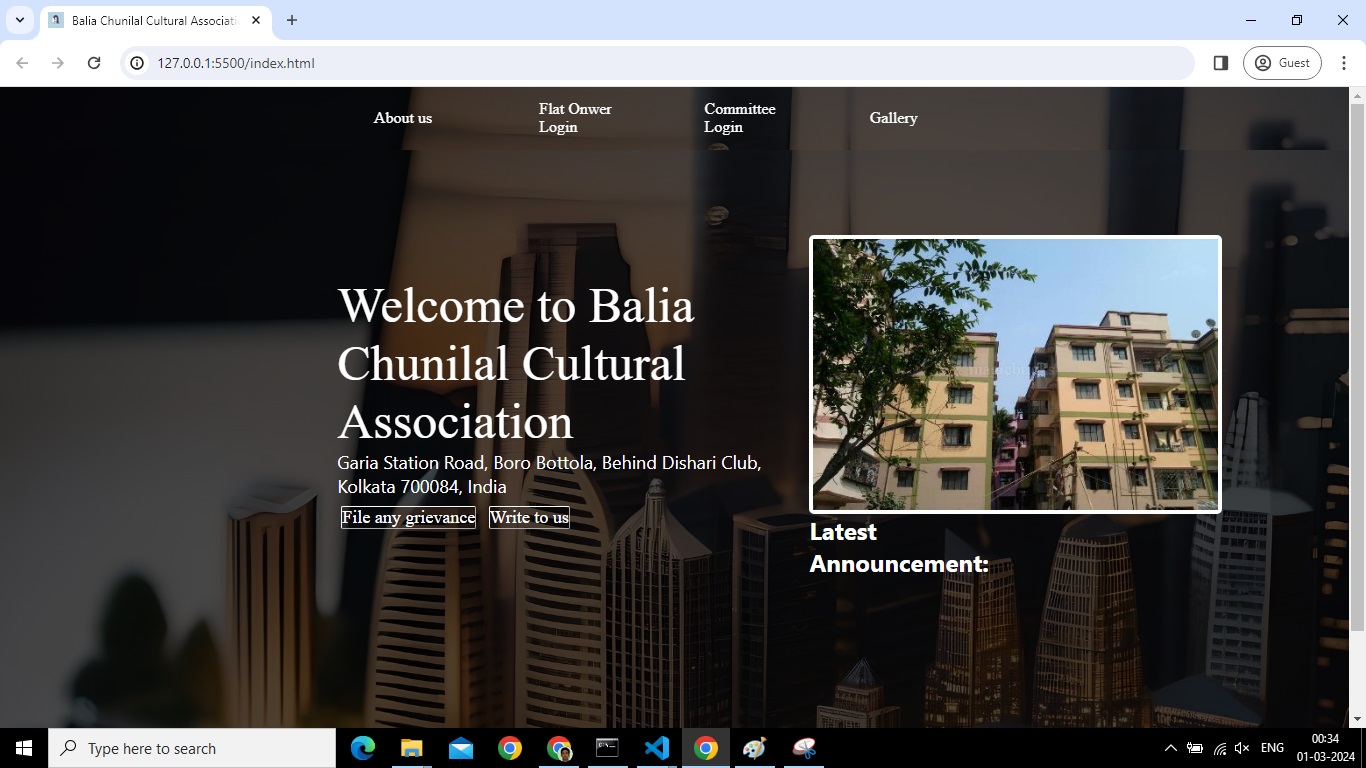 Balia Chunilal Cultural Associati
127.0.0.1:5500/index.html
Guest
About us
Flat Onwer
Login
Committee
Login
Gallery
Welcome to Balia
Chunilal Cultural
Association
Garia Station Road, Boro Bottola, Behind Dishari Club,
Kolkata 700084, India
File any grievance
Write to us
Latest
Announcement:
Type here to search
ENG
00:34
01-03-2024